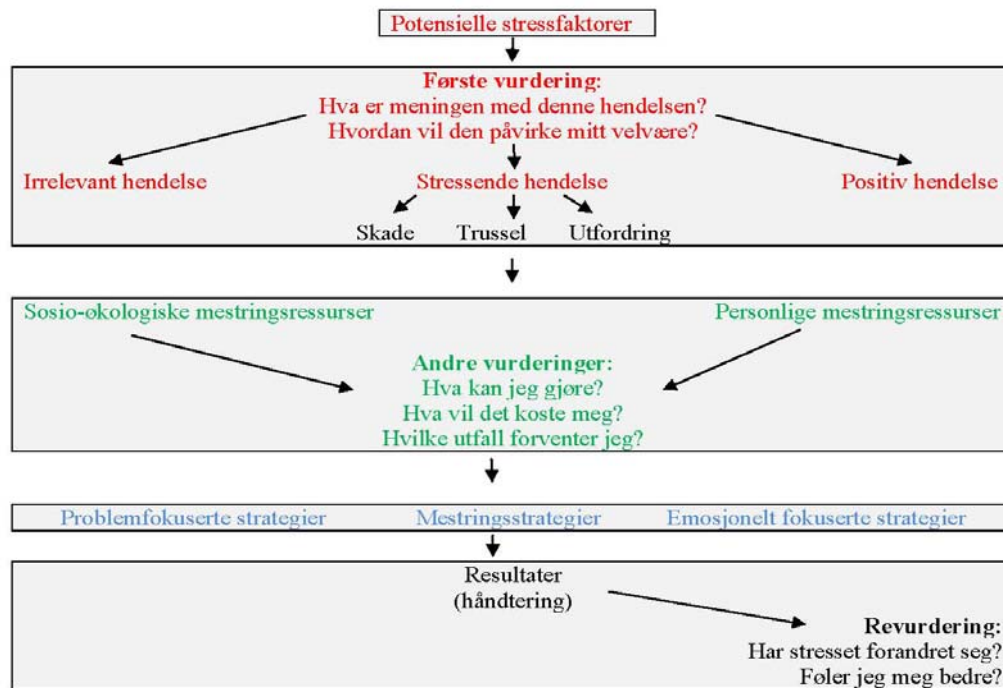 Potensielle stressfaktorer
Første vurdering:
Hva er meningen med denne hendelsen?
Hvordan vil den påvirke mitt velvære?
Irrelevant hendelse
Stressende hendelse
Positiv hendelse
Skade
Trussel
Utfordring
Sosio-økologiske mestringsressurser
Personlige mestringsressurser
Andre vurderinger:
Hva kan jeg gjøre?
Hva vil det koste meg?
Hvilke utfall forventer jeg?
Problemfokuserte strategier
Mestringsstrategier
Emosjonelt fokuserte strategier
Resultater
(håndtering)
Revurdering:
Har stresset forandret seg?
Føler jeg meg bedre?